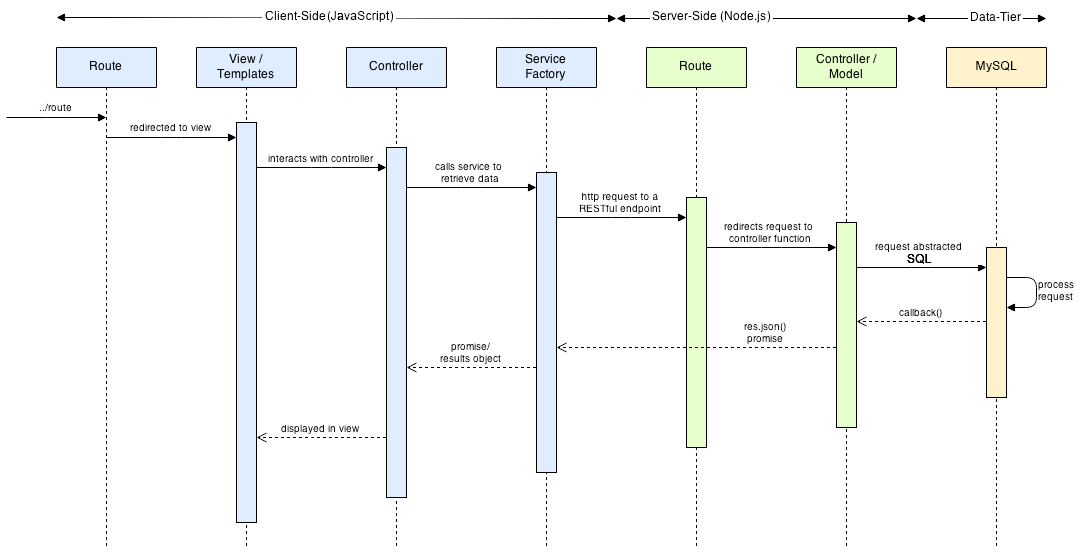 Client-Side(JavaScript)
Server-Side (Node.js)
Data-Tier
Route
View /
Templates
Controller
Service
Factory
Route
Controller /
Model
MySQL
../route
redirected to view
interacts with controller
calls service to
retrieve data
http request to a
RESTful endpoint
redirects request to
controller function
request abstracted
SQL
process
request
callback()
res.json()
promise
promise/
results object
displayed in view